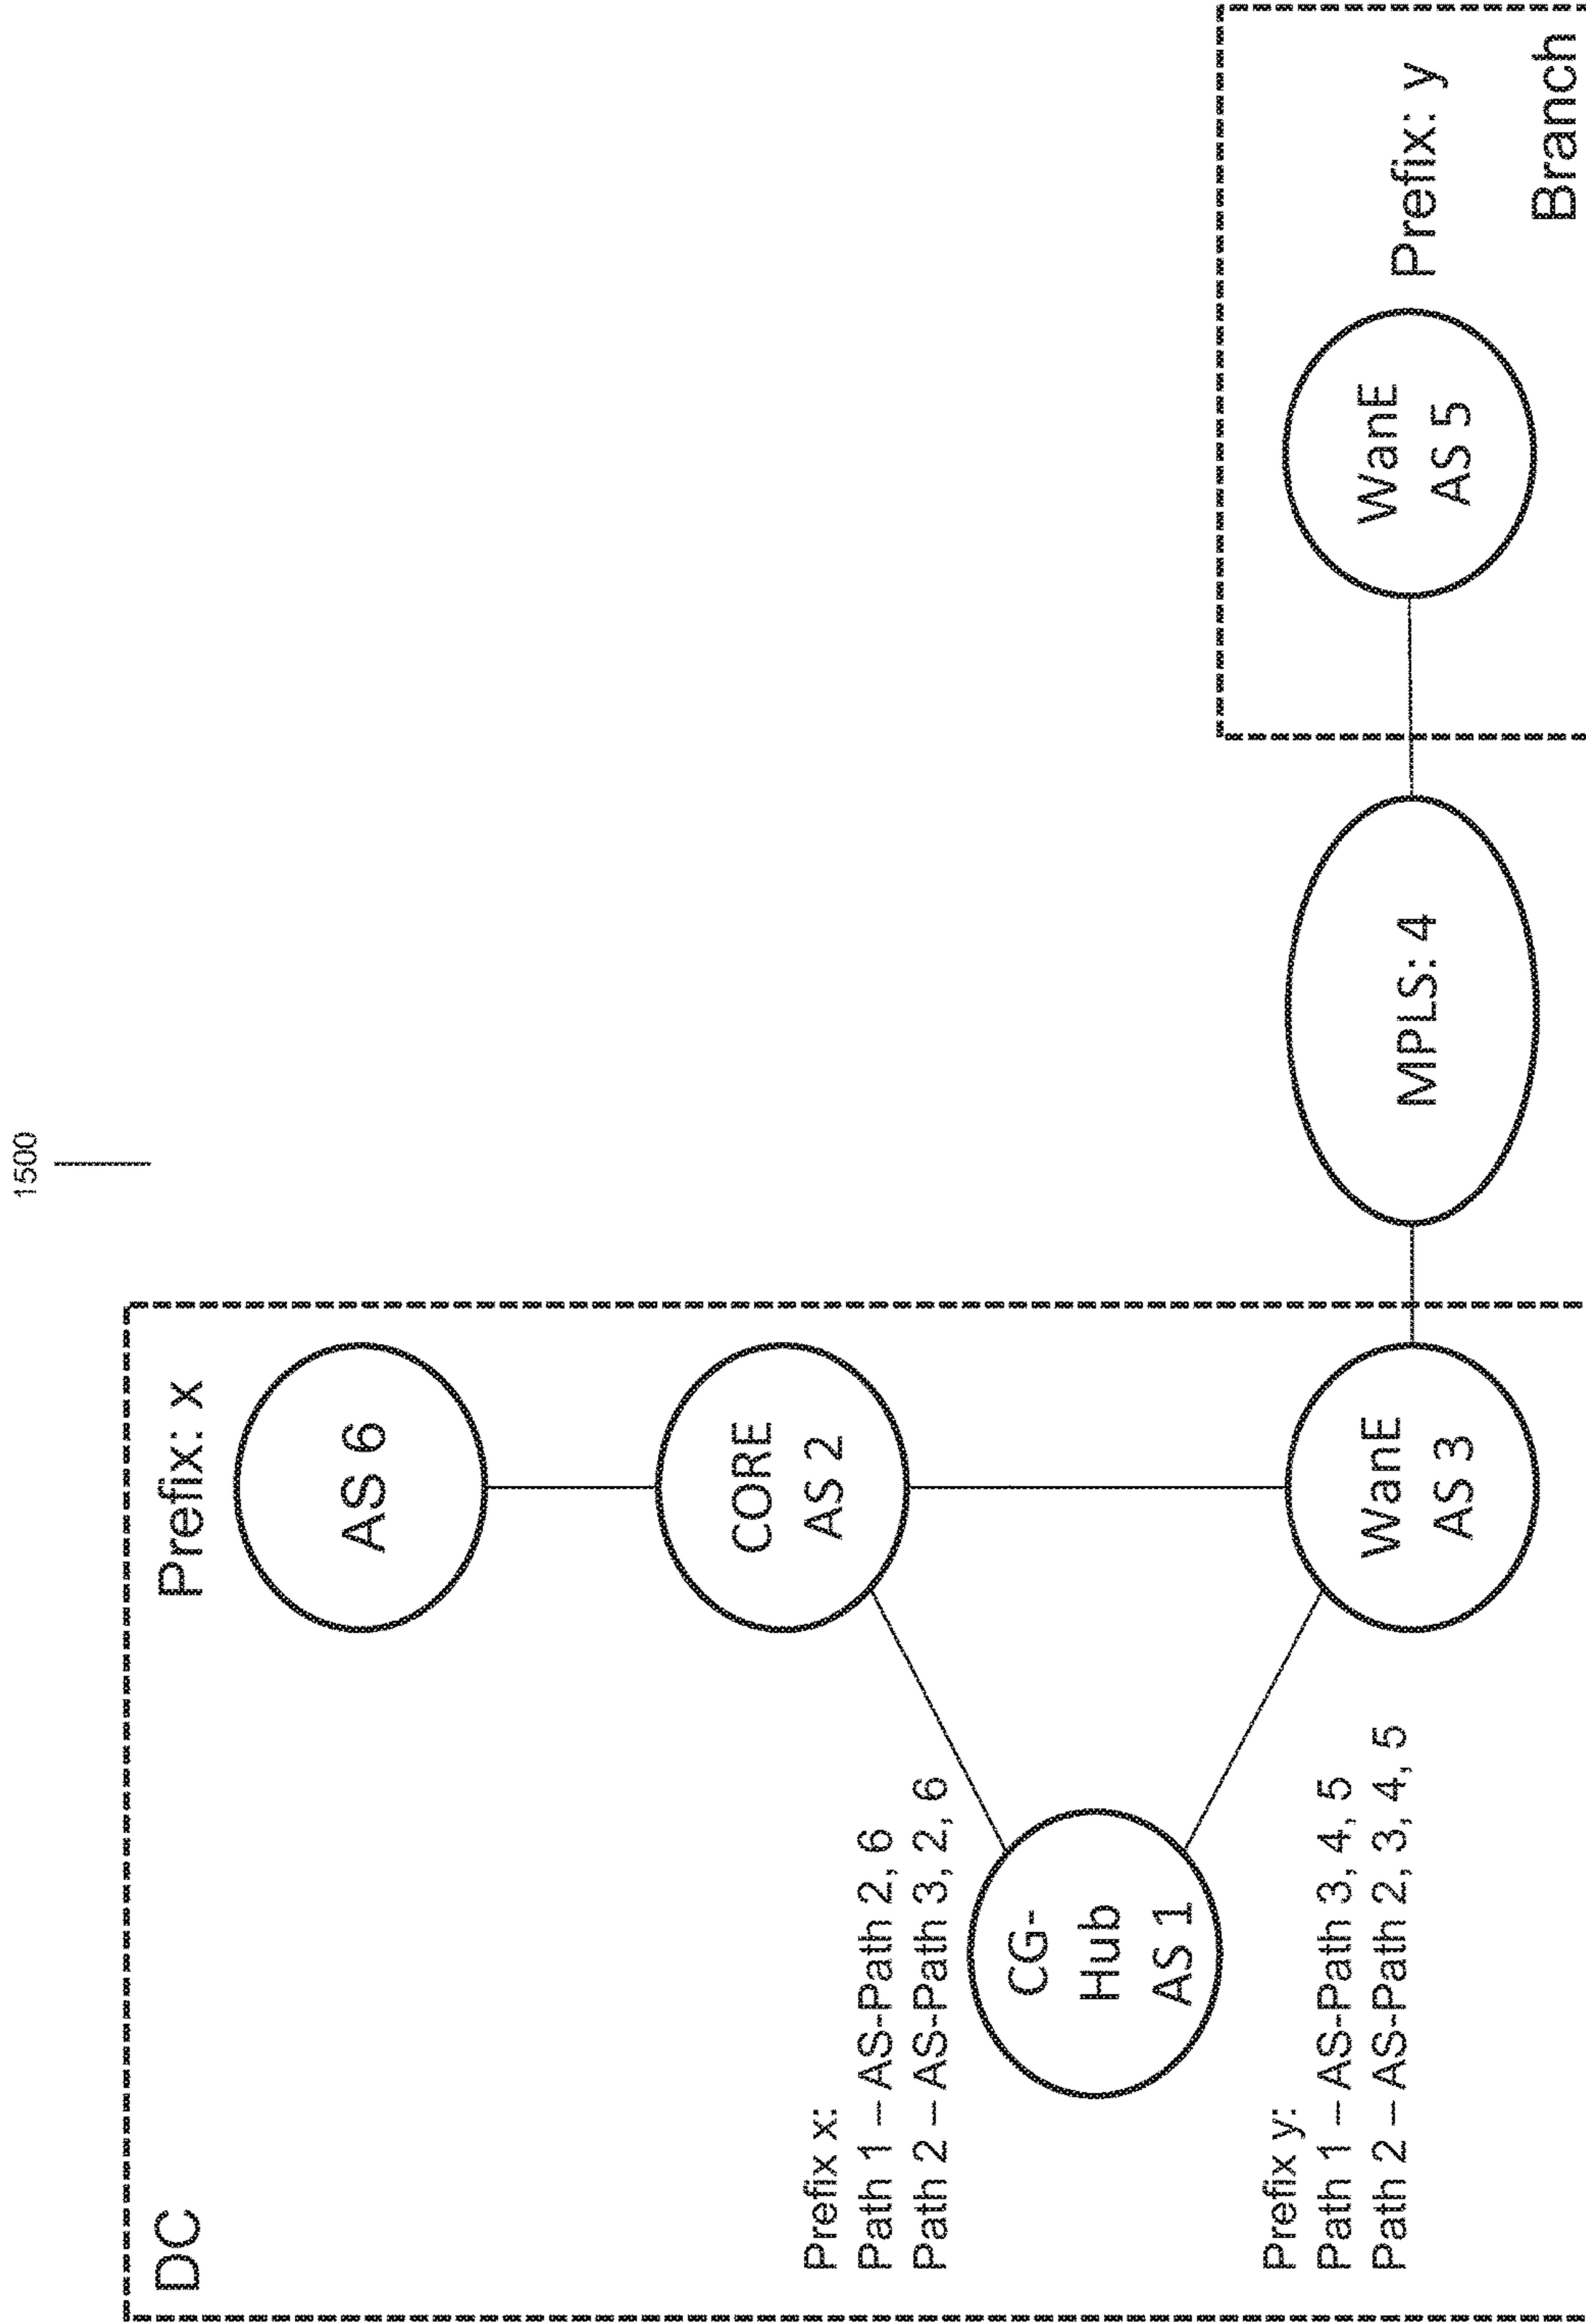 1500
DC
Prefix: x
AS 6
CORE
AS 2
Prefix x:
Path 1 – AS-Path 2, 6
Path 2 – AS-Path 3, 2, 6
CG-
Hub
AS 1
Prefix y:
Path 1 – AS-Path 3, 4, 5
Path 2 – AS-Path 2, 3, 4, 5
WanE
AS 3
MPLS: 4
WanE
AS 5
Prefix: y
Branch